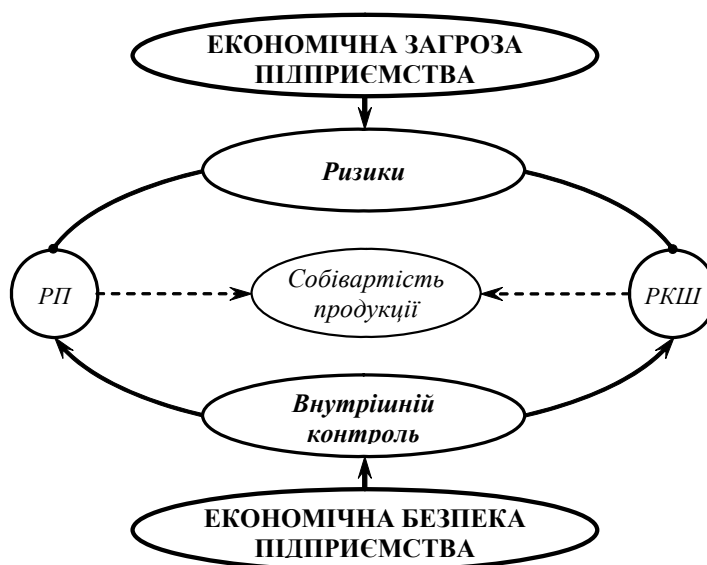 ЕКОНОМІЧНА ЗАГРОЗА
ПІДПРИЄМСТВА
Ризики
РП
Собівартість
продукції
РКШ
Внутрішній
контроль
ЕКОНОМІЧНА БЕЗПЕКА
ПІДПРИЄМСТВА